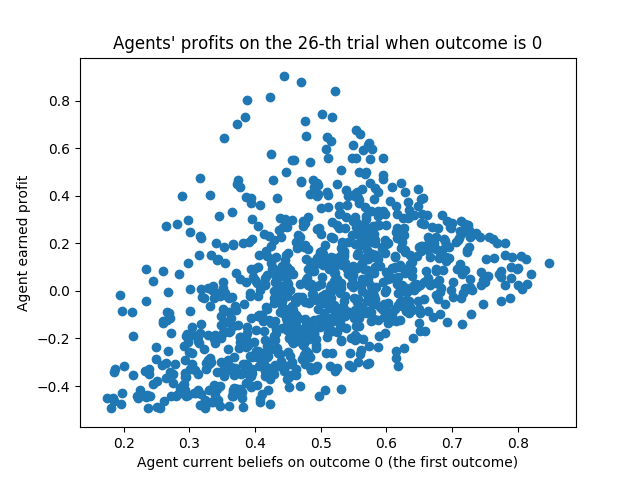 Agents' profits on the 26-th trial when outcome is 0
Agent earned profit
0.8
0.6
0.4
0.2
0.0
−0.2
−0.4
0.2 0.3 0.4 0.5 0.6 0.7 0.8
Agent current beliefs on outcome 0 (the first outcome)